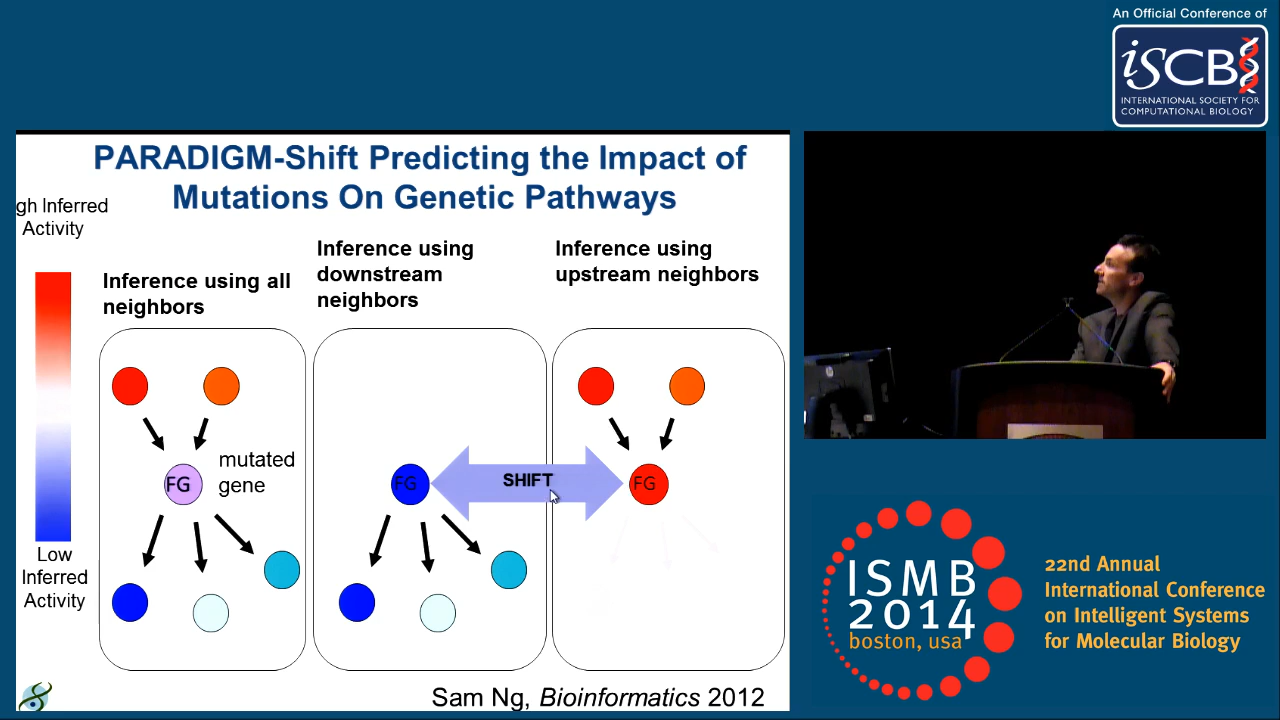 An Official Conference of
iSCB
INTERNATIONAL SOCIETY FOR
COMPUTATIONAL BIOLOGY
PARADIGM-Shift Predicting the Impact of
Mutations On Genetic Pathways
gh Inferred
Activity
Inference using all
neighbors
Inference using
downstream
neighbors
Inference using
upstream neighbors
mutated
gene
FG
FG
SHIFT
FG
Low
Inferred
Activity
Sam Ng, Bioinformatics 2012
hp
ISMB
2014
boston, usa
22nd Annual
International Conference
on Intelligent Systems
for Molecular Biology